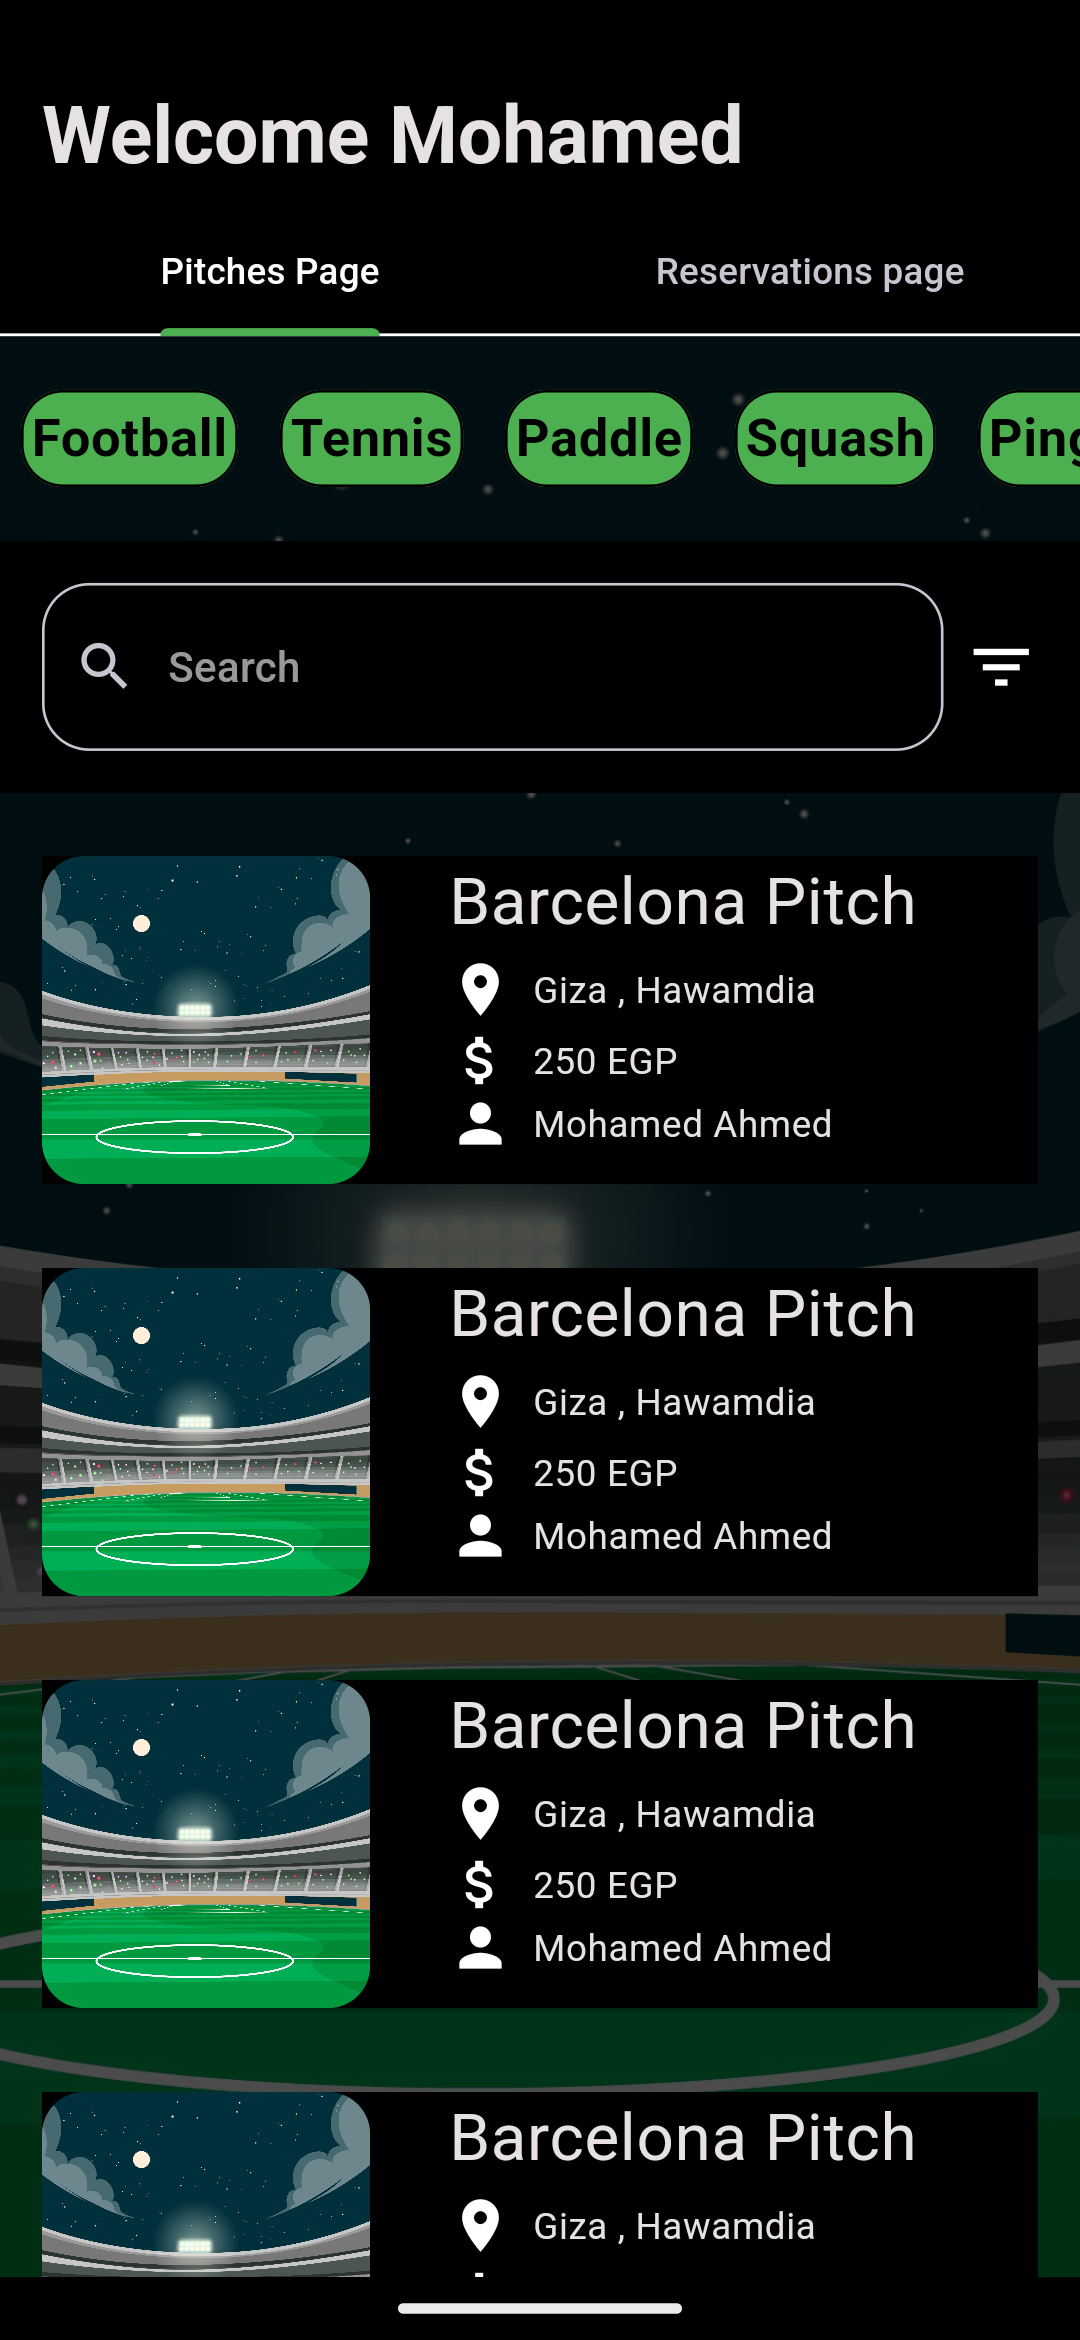 Welcome Mohamed
Pitches Page Reservations page
Football Tennis Paddle Squash
Search
Barcelona Pitch
Giza , Hawamdia
250 EGP
Mohamed Ahmed
Barcelona Pitch
Giza , Hawamdia
250 EGP
Mohamed Ahmed
Barcelona Pitch
Giza , Hawamdia
250 EGP
Mohamed Ahmed
Barcelona Pitch
Giza , Hawamdia